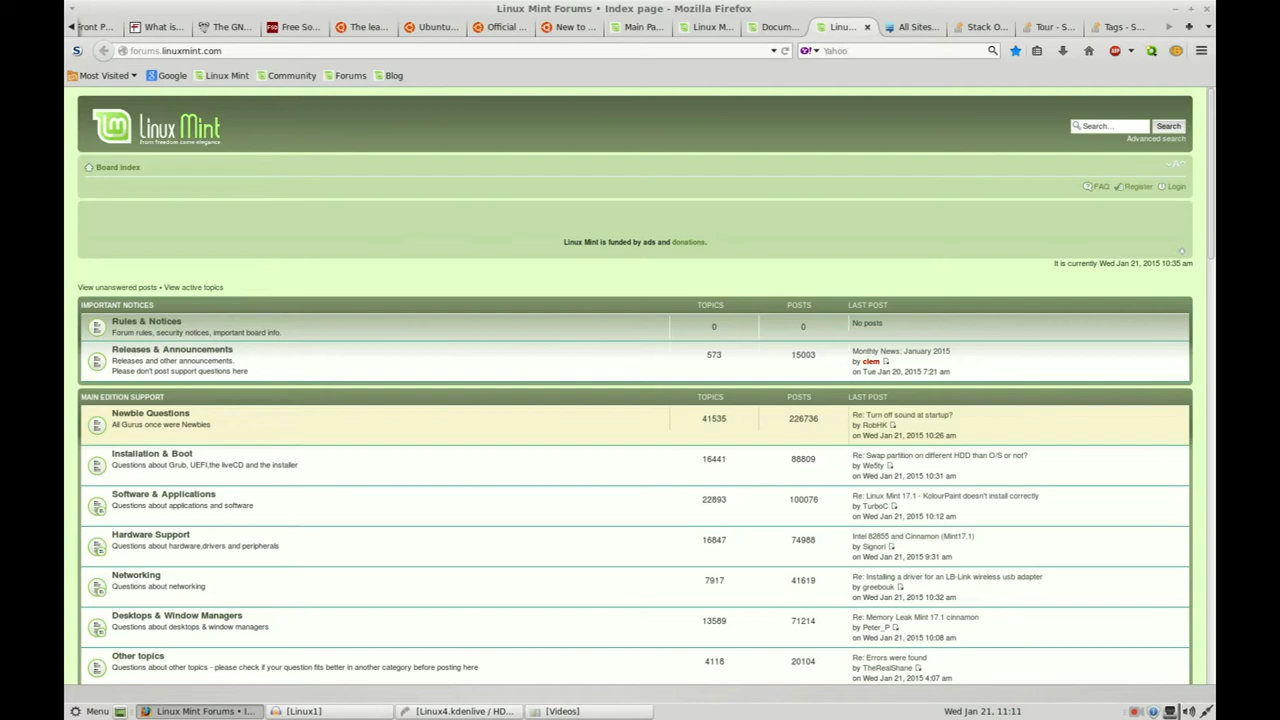 Linux Mint Forums • Index page - Mozilla Firefox
ront P... What is... The GN... Free So... The lea... Ubuntu... Official ... New to ... Main Pa... Linux M... Docum... Linu... All Sites... Stack O... Tour - S... Tags - S...
forums.linuxmint.com Yahoo
Most Visited Google Linux Mint Community Forums Blog
Linux Mint
From freedom came elegance
Search... Search
Advanced search
Board index
FAQ Register Login
Linux Mint is funded by ads and donations.
It is currently Wed Jan 21, 2015 10:35 am
View unanswered posts • View active topics
IMPORTANT NOTICES TOPICS POSTS LAST POST
Rules & Notices
Forum rules, security notices, important board info.
0 0 No posts
Releases & Announcements
Releases and other announcements.
Please don't post support questions here
573 15003
Monthly News: January 2015
by clem
on Tue Jan 20, 2015 7:21 am
MAIN EDITION SUPPORT TOPICS POSTS LAST POST
Newbie Questions
All Gurus once were Newbies
41535 226736
Re: Turn off sound at startup?
by RobHK
on Wed Jan 21, 2015 10:26 am
Installation & Boot
Questions about Grub, UEFI,the liveCD and the installer
16441 88809
Re: Swap partition on different HDD than O/S or not?
by We5ty
on Wed Jan 21, 2015 10:31 am
Software & Applications
Questions about applications and software
22893 100076
Re: Linux Mint 17.1 - KolourPaint doesn't install correctly
by TurboC
on Wed Jan 21, 2015 10:12 am
Hardware Support
Questions about hardware,drivers and peripherals
16847 74988
Intel 82855 and Cinnamon (Mint17.1)
by Signori
on Wed Jan 21, 2015 9:31 am
Networking
Questions about networking
7917 41619
Re: Installing a driver for an LB-Link wireless usb adapter
by greebouk
on Wed Jan 21, 2015 10:32 am
Desktops & Window Managers
Questions about desktops & window managers
13589 71214
Re: Memory Leak Mint 17.1 cinnamon
by Peter_P
on Wed Jan 21, 2015 10:08 am
Other topics
Questions about other topics - please check if your question fits better in another category before posting here
4118 20104
Re: Errors were found
by TheRealShane
on Wed Jan 21, 2015 4:07 am
Menu Linux Mint Forums • I... [Linux1] [Linux4.kdenlive / HD... [Videos] Wed Jan 21, 11:11